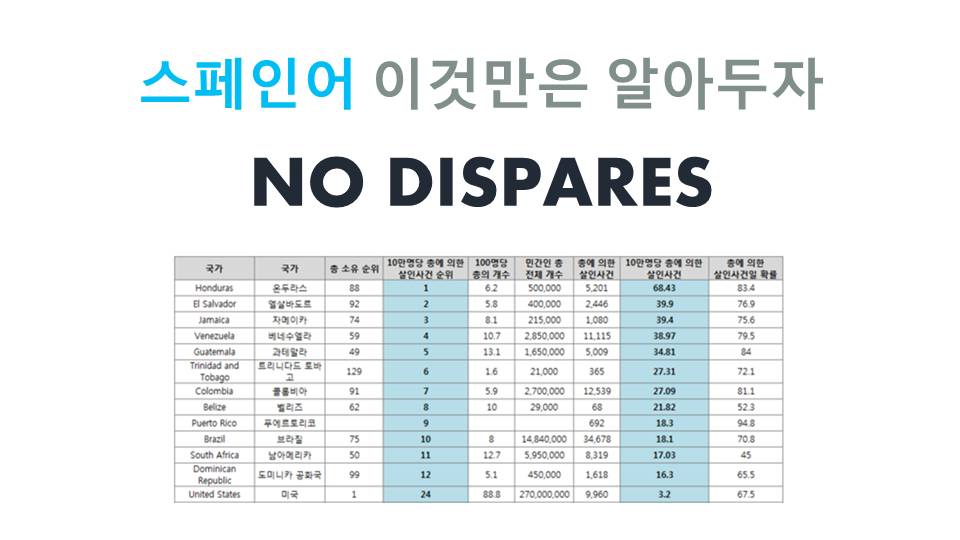 스페인어 이것만은 알아두자
NO DISPARES
국가 국가 총 소유 순위 10만명당 총에 의한 살인사건 순위 100명당 총의 개수 민간인 총 전체 개수 총에 의한 살인사건 10만명당 총에 의한 살인사건 총에 의한 살인사건일 확률
Honduras 온두라스 88 1 6.2 500,000 5,201 68.43 83.4
El Salvador 엘살바도르 92 2 5.8 400,000 2,446 39.9 76.9
Jamaica 자메이카 74 3 8.1 215,000 1,080 39.4 75.6
Venezuela 베네수엘라 59 4 10.7 2,850,000 11,115 38.97 79.5
Guatemala 과테말라 49 5 13.1 1,650,000 5,009 34.81 84
Trinidad and Tobago 트리니다드 토바고 129 6 1.6 21,000 365 27.31 72.1
Colombia 콜롬비아 91 7 5.9 2,700,000 12,539 27.09 81.1
Belize 벨리즈 62 8 10 29,000 68 21.82 52.3
Puerto Rico 푸에르토리코 9 692 18.3 94.8
Brazil 브라질 75 10 8 14,840,000 34,678 18.1 70.8
South Africa 남아메리카 50 11 12.7 5,950,000 8,319 17.03 45
Dominican Republic 도미니카 공화국 99 12 5.1 450,000 1,618 16.3 65.5
United States 미국 1 24 88.8 270,000,000 9,960 3.2 67.5